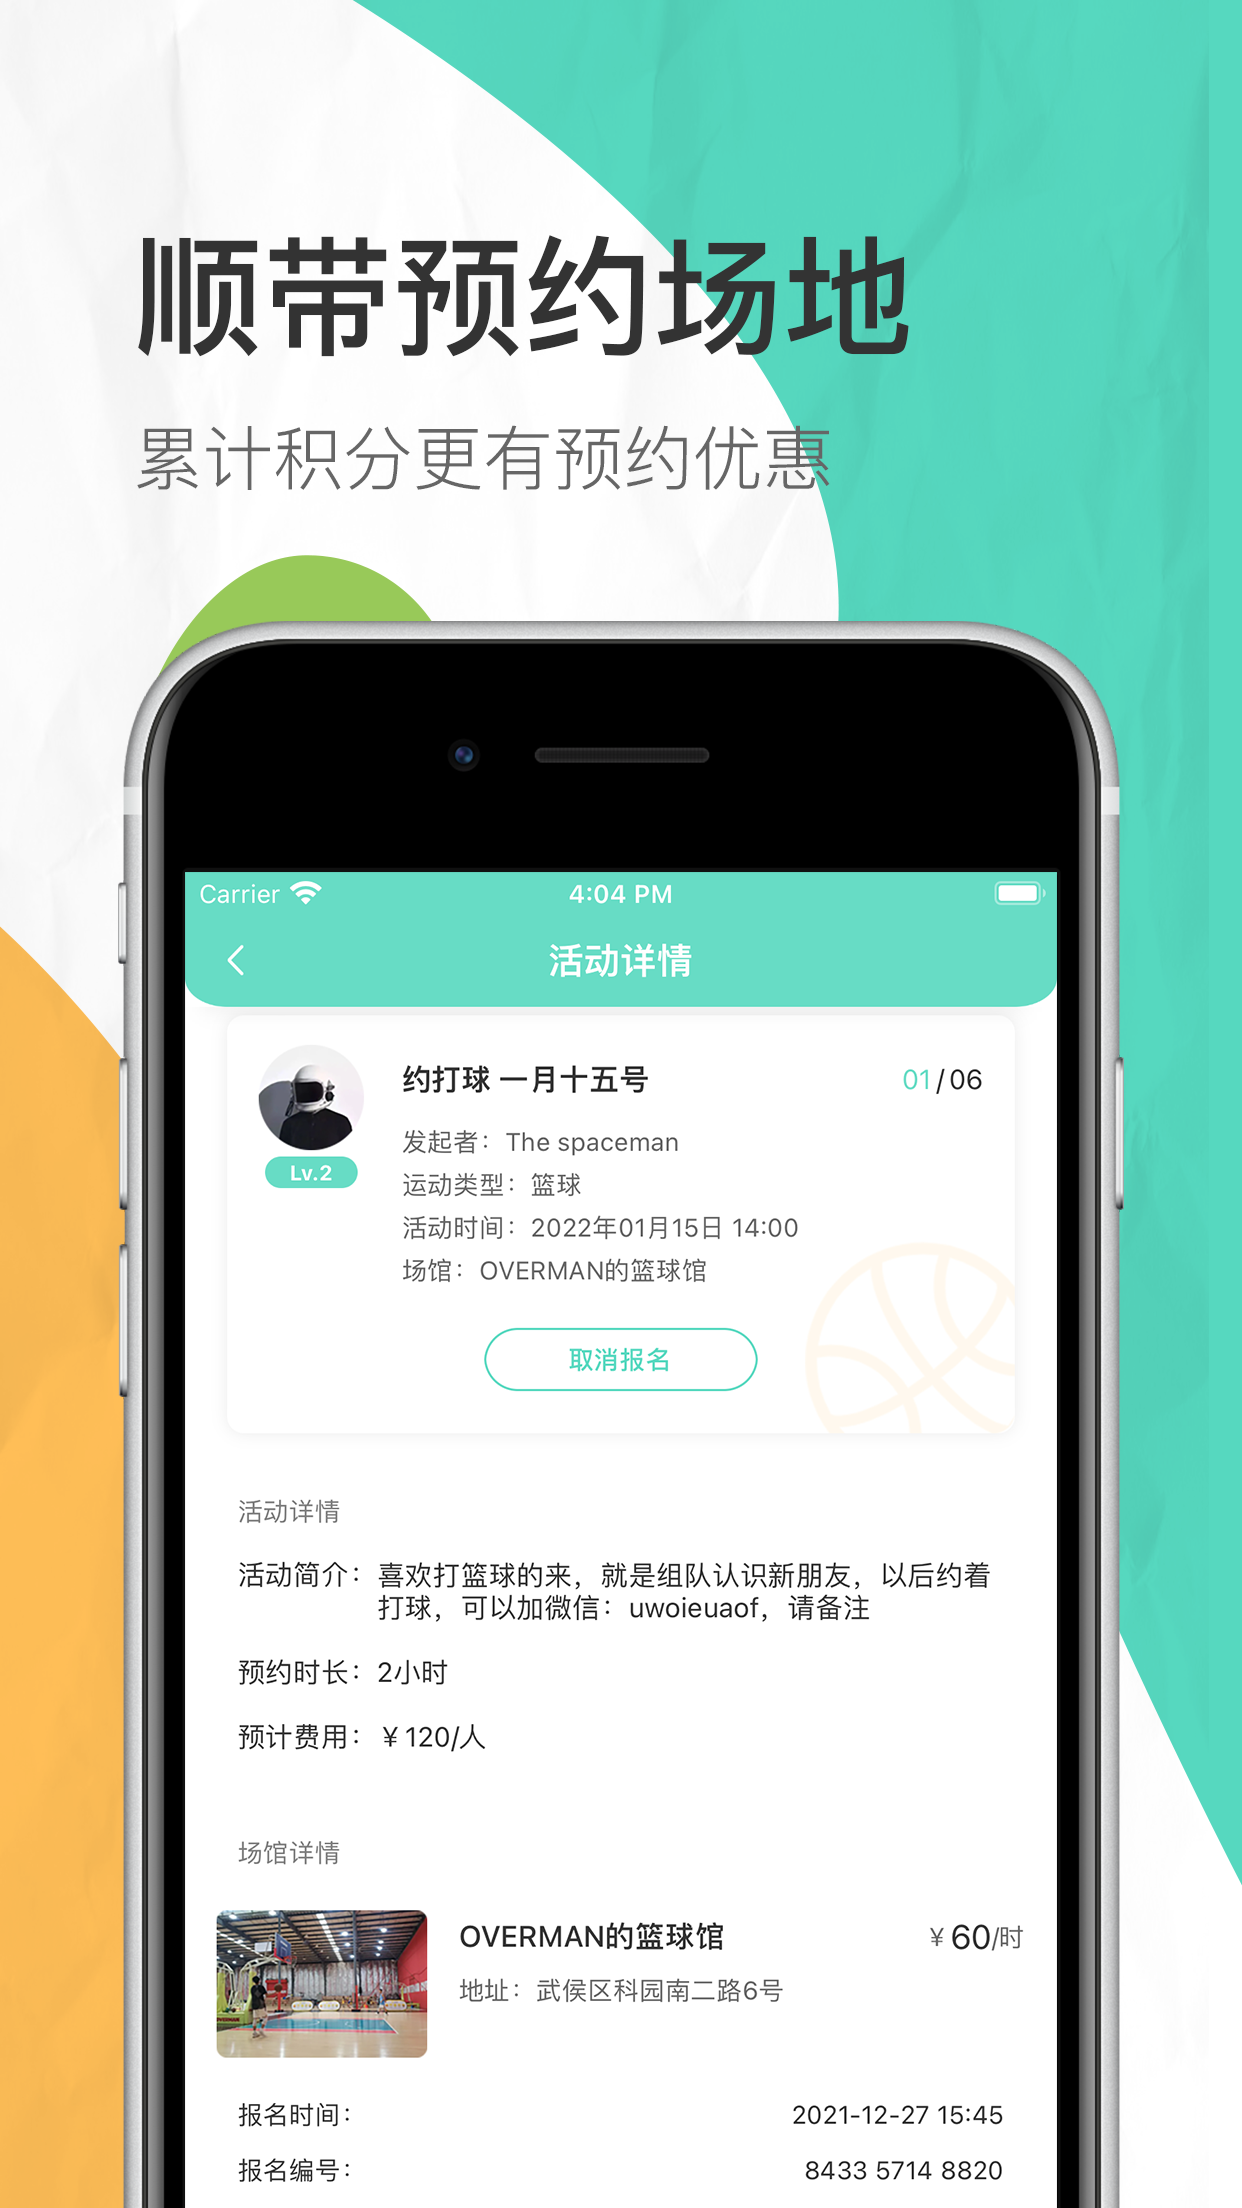 顺带预约场地
累计积分更有预约优惠
Carrier 4:04 PM
活动详情
约打球 一月十五号 01/06
Lv.2
发起者：The spaceman
运动类型：篮球
活动时间：2022年01月15日 14:00
场馆：OVERMAN的篮球馆
取消报名
活动详情
活动简介：喜欢打篮球的来，就是组队认识新朋友，以后约着
打球，可以加微信：uwoieuaof，请备注
预约时长：2小时
预计费用：￥120/人
场馆详情
OVERMAN的篮球馆 ￥60/时
地址：武侯区科园南二路6号
报名时间： 2021-12-27 15:45
报名编号： 8433 5714 8820